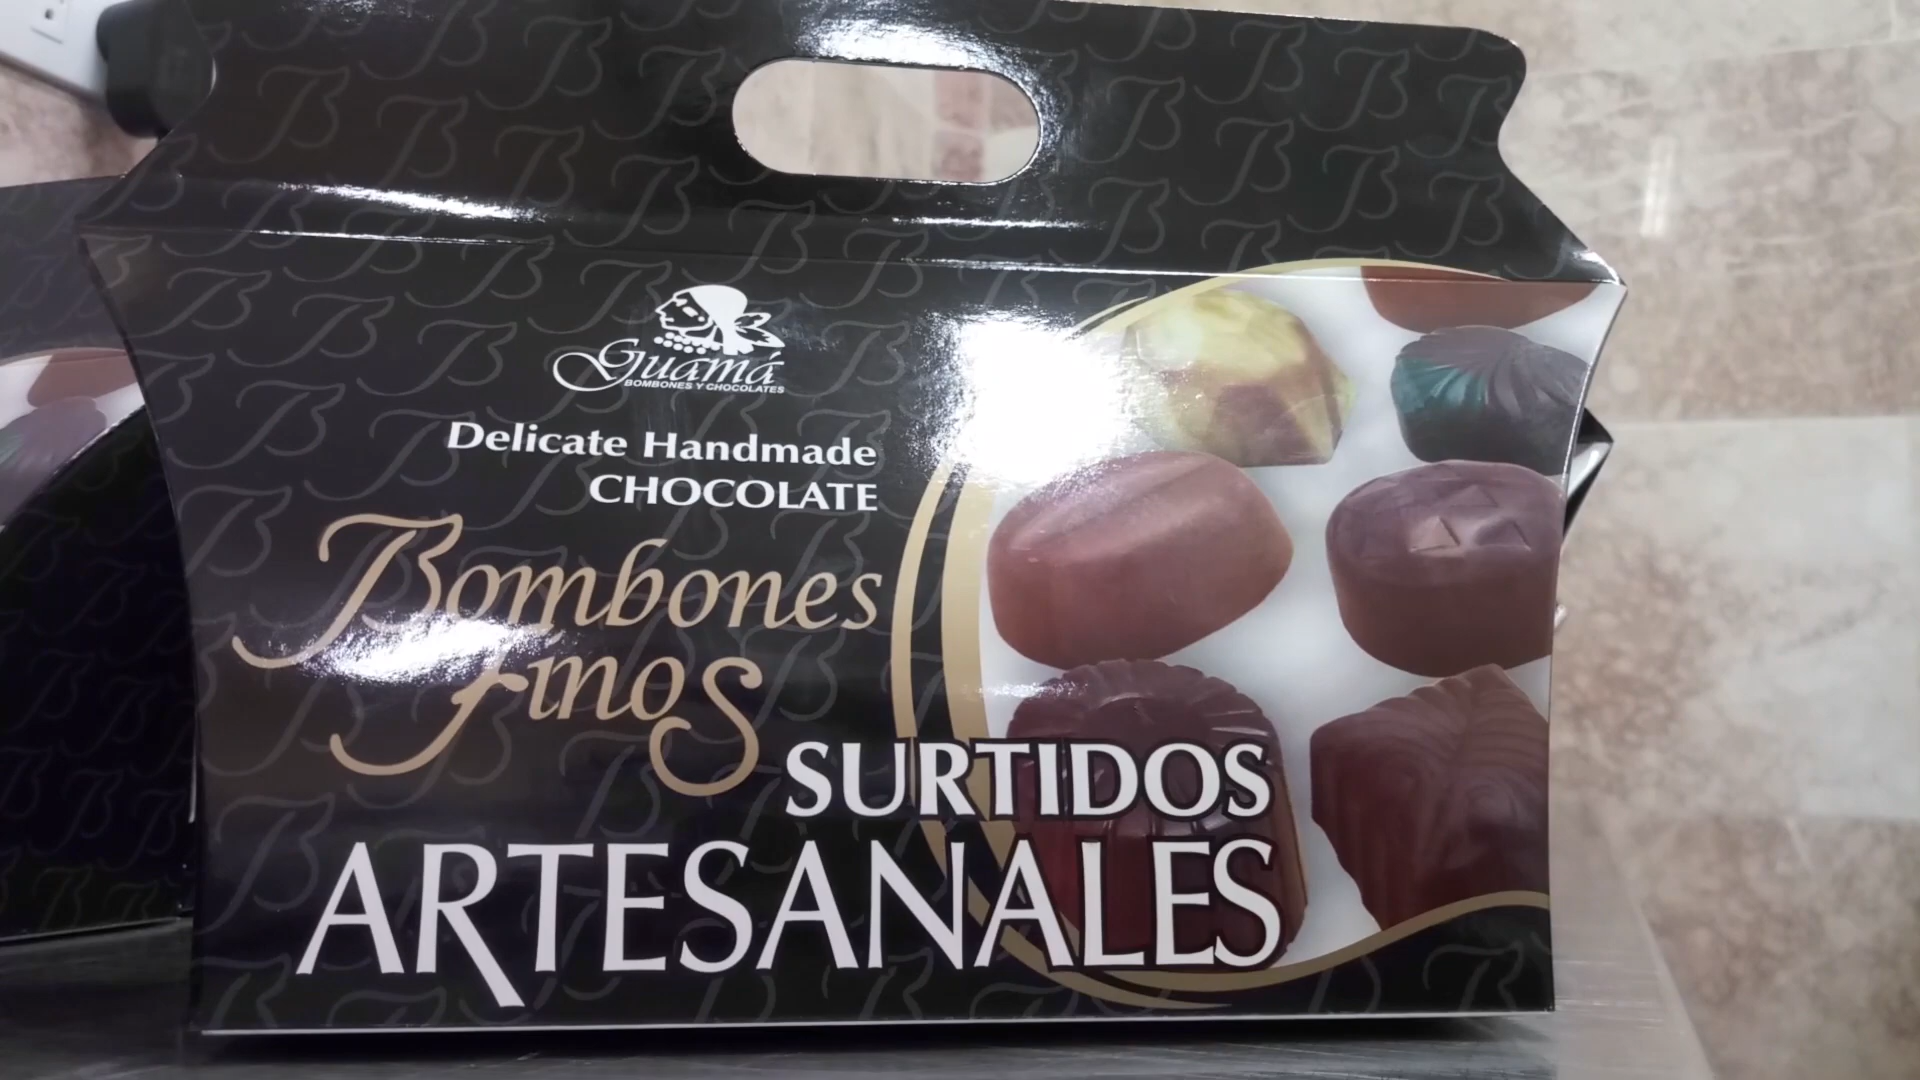 Guamá
BOMBONES Y CHOCOLATES
Delicate Handmade
CHOCOLATE
Bombones
Finos
SURTIDOS
ARTESANALES